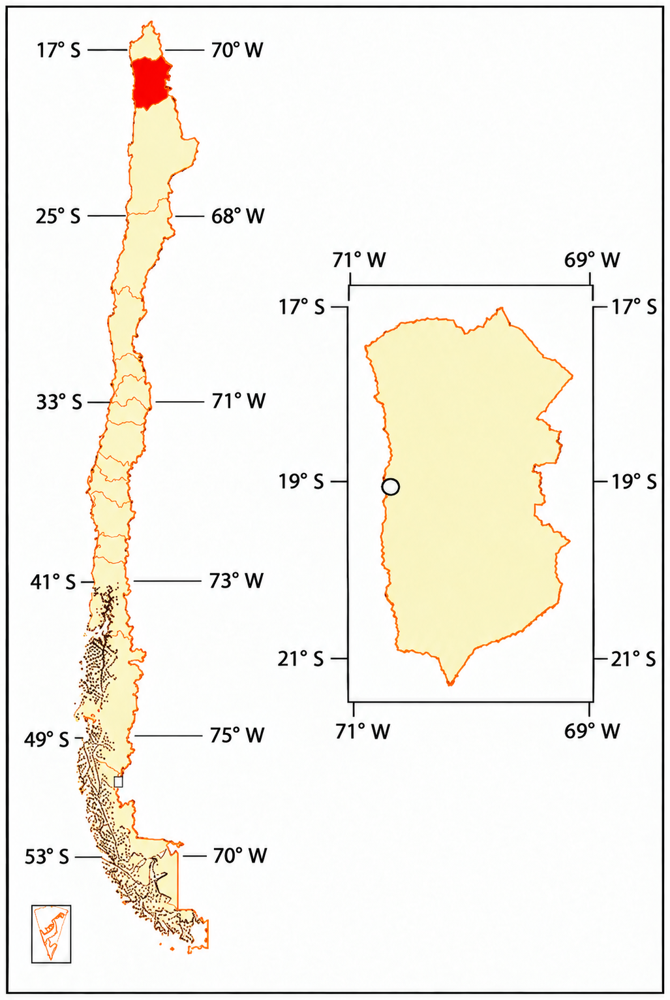 17° S 70° W
25° S 68° W
71° W 69° W
17° S 17° S
33° S 71° W
19° S 19° S
41° S 73° W
21° S 21° S
71° W 69° W
49° S 75° W
53° S 70° W